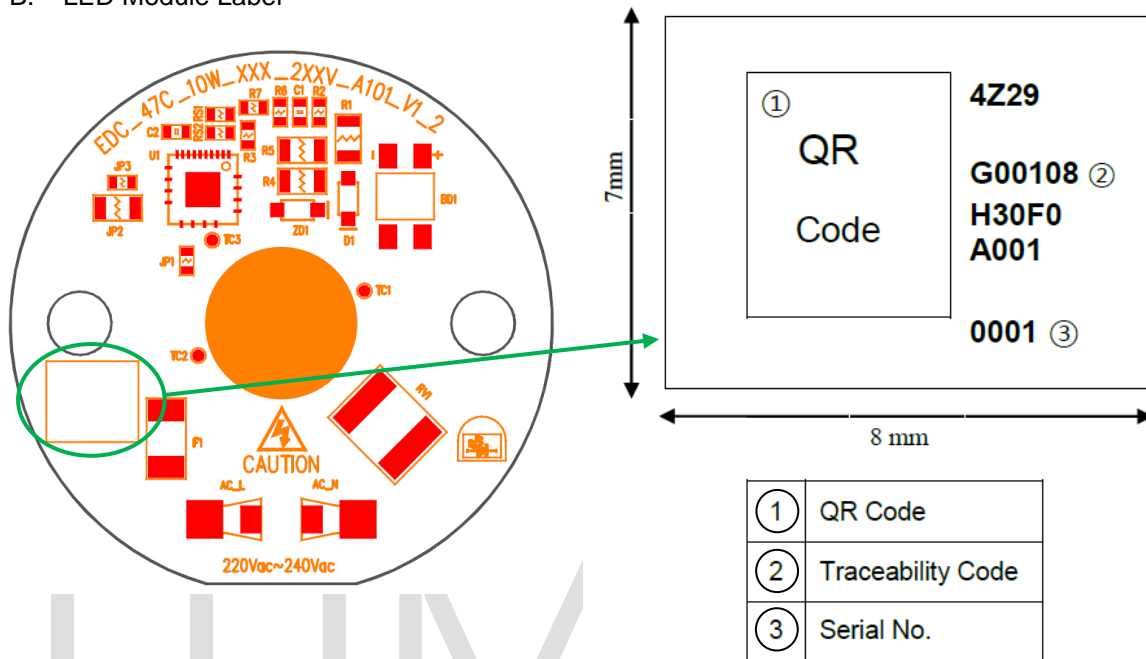 B. LED Module Label
EDC_47C_10W_XXX_2XXV_A101_V1_2
R7
R6
C1
R2
R1
RS1
C2
RS2
R3
U1
R5
R4
JP3
JP2
BD1
ZD1
D1
TC3
JP1
TC1
TC2
RV1
F1
CAUTION
AC_L
AC_N
220Vac~240Vac
7mm
① QR Code
4Z29
G00108 ②
H30F0
A001
0001 ③
8 mm
① QR Code
② Traceability Code
③ Serial No.